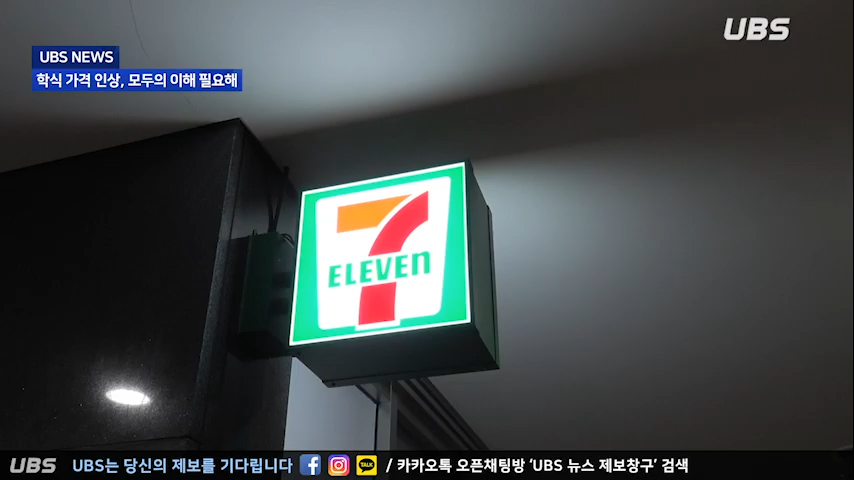 UBS
UBS NEWS
학식 가격 인상, 모두의 이해 필요해
7
ELEVEn
UBS UBS는 당신의 제보를 기다립니다 TALK / 카카오톡 오픈채팅방 ‘UBS 뉴스 제보창구’ 검색